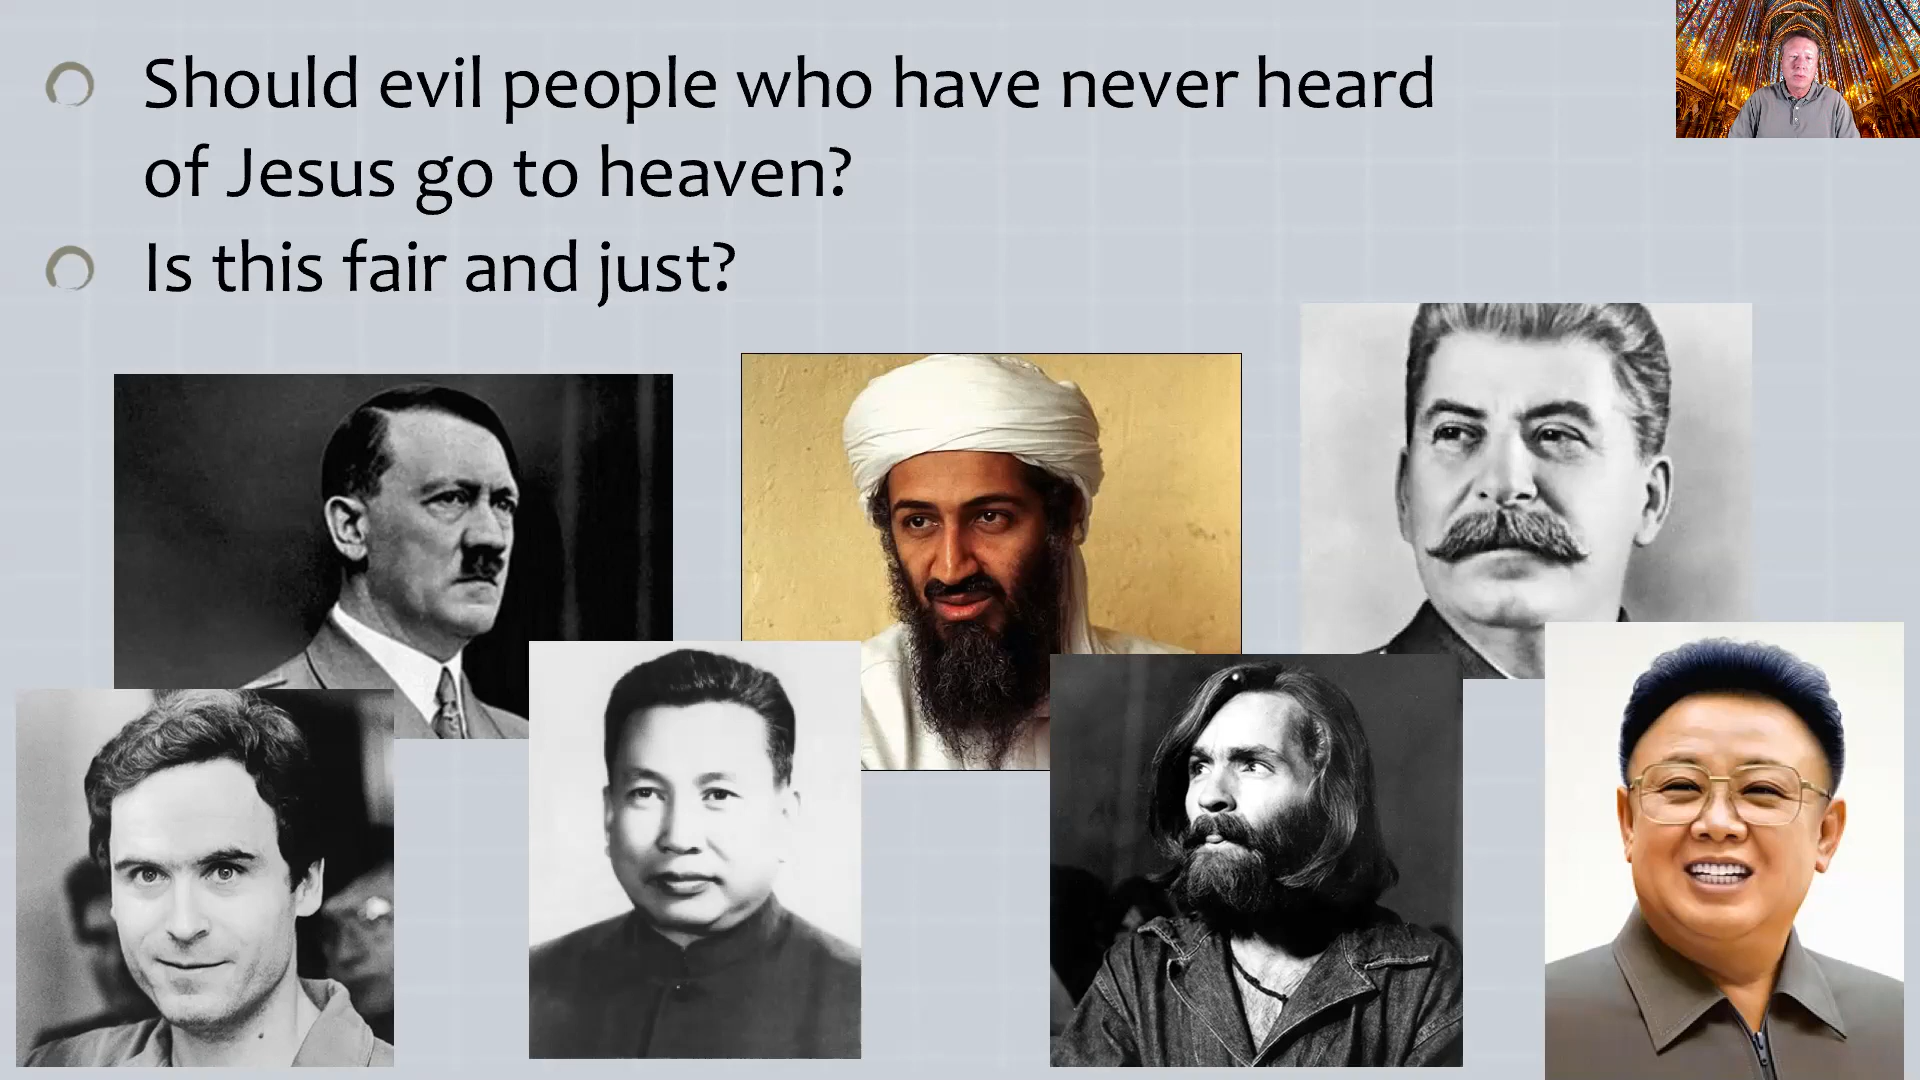 Should evil people who have never heard
of Jesus go to heaven?
Is this fair and just?